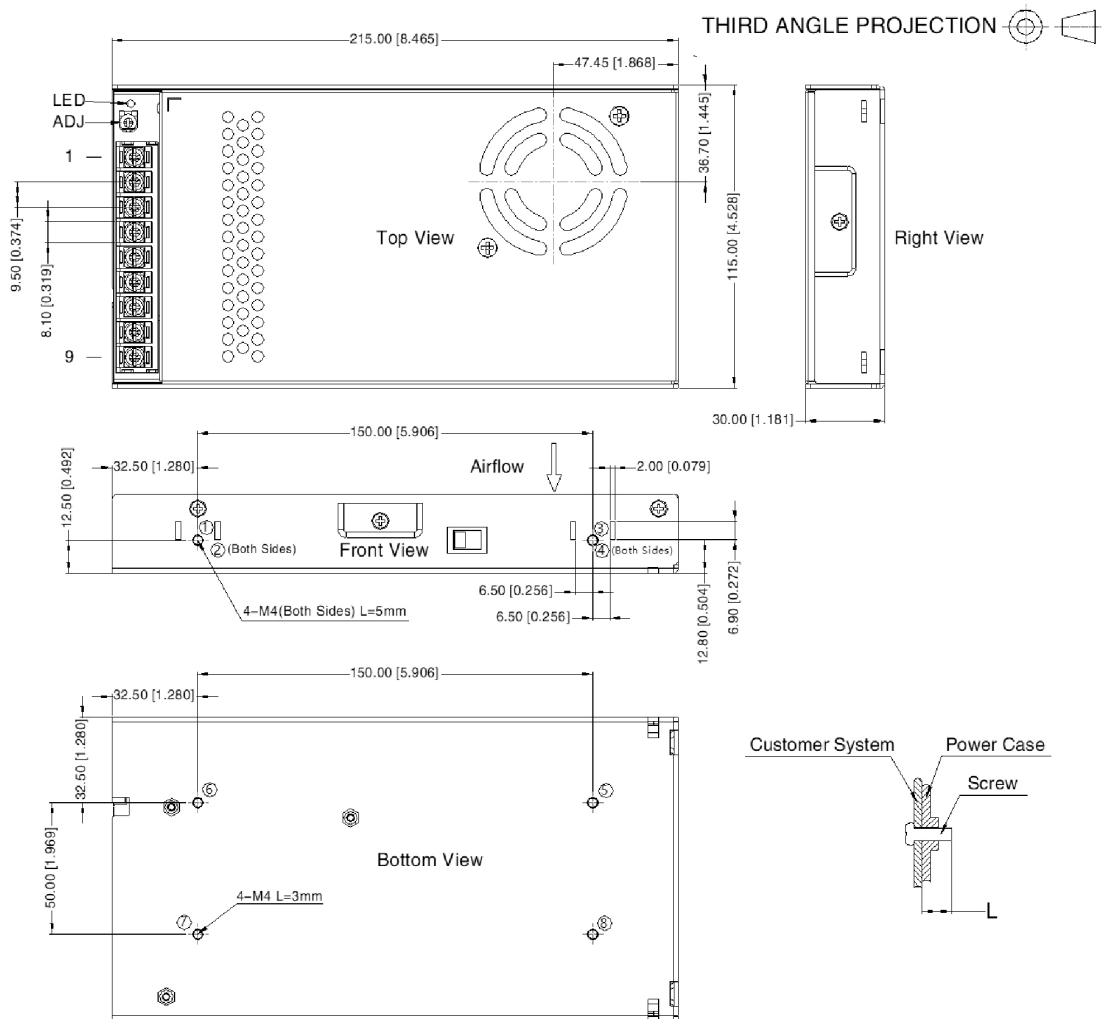 THIRD ANGLE PROJECTION
215.00 [8.465]
47.45 [1.868]
36.70 [1.445]
115.00 [4.528]
LED
ADJ
1
9
9.50 [0.374]
8.10 [0.319]
Top View
Right View
30.00 [1.181]
150.00 [5.906]
32.50 [1.280]
12.50 [0.492]
Airflow
2.00 [0.079]
1
2 (Both Sides)
Front View
3
4 (Both Sides)
6.50 [0.256]
6.50 [0.256]
12.80 [0.504]
6.90 [0.272]
4-M4(Both Sides) L=5mm
150.00 [5.906]
32.50 [1.280]
32.50 [1.280]
50.00 [1.969]
6
5
Bottom View
4-M4 L=3mm
7
8
Customer System
Power Case
Screw
L